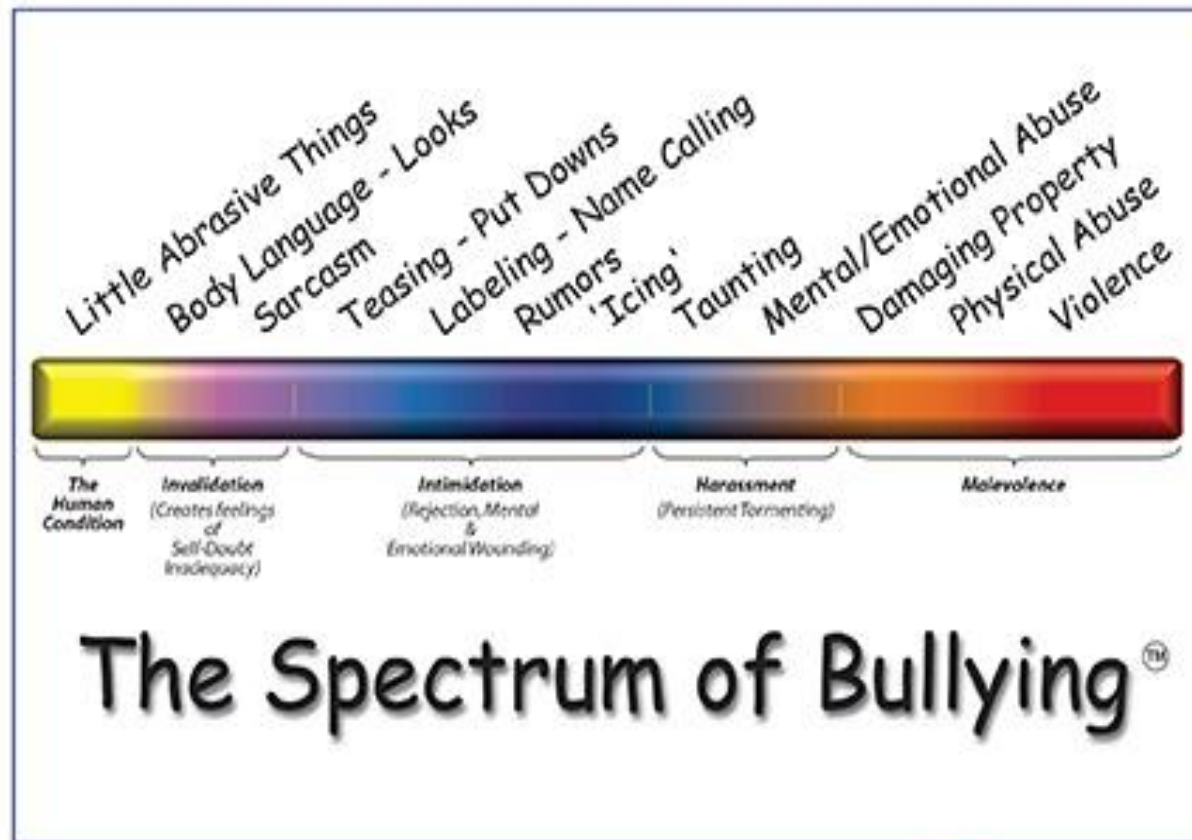 Little Abrasive Things
Body Language - Looks
Sarcasm
Teasing - Put Downs
Labeling - Name Calling
Rumors
'Icing'
Taunting
Mental/Emotional Abuse
Damaging Property
Physical Abuse
Violence
The
Human
Condition
Invalidation
(Creates feelings
of
Self-Doubt
Inadequacy)
Intimidation
(Rejection, Mental
&
Emotional Wounding)
Harassment
(Persistent Tormenting)
Malevolence
The Spectrum of Bullying TM